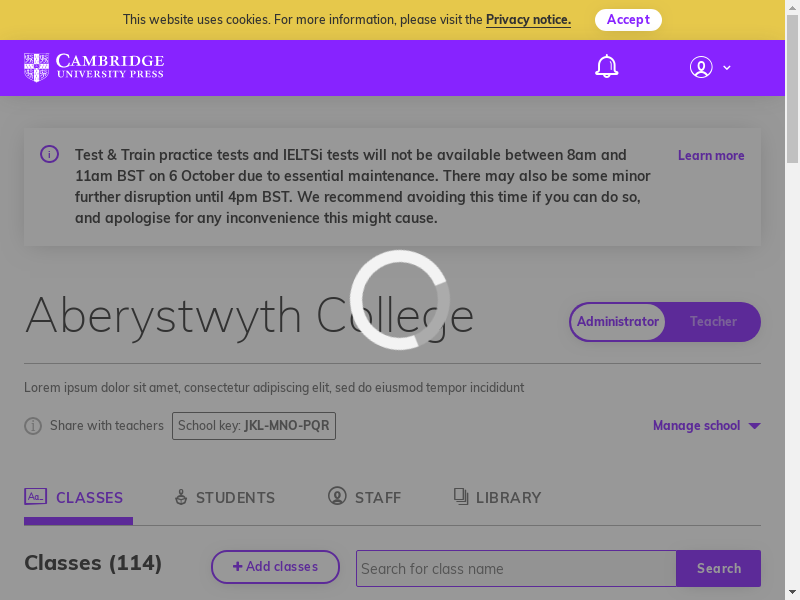 This website uses cookies. For more information, please visit the Privacy notice. Accept
CAMBRIDGE
UNIVERSITY PRESS
Test & Train practice tests and IELTSi tests will not be available between 8am and
11am BST on 6 October due to essential maintenance. There may also be some minor
further disruption until 4pm BST. We recommend avoiding this time if you can do so,
and apologise for any inconvenience this might cause.
Learn more
Aberystwyth College
Administrator Teacher
Lorem ipsum dolor sit amet, consectetur adipiscing elit, sed do eiusmod tempor incididunt
Share with teachers School key: JKL-MNO-PQR Manage school
Aa CLASSES STUDENTS STAFF LIBRARY
Classes (114) + Add classes Search for class name Search